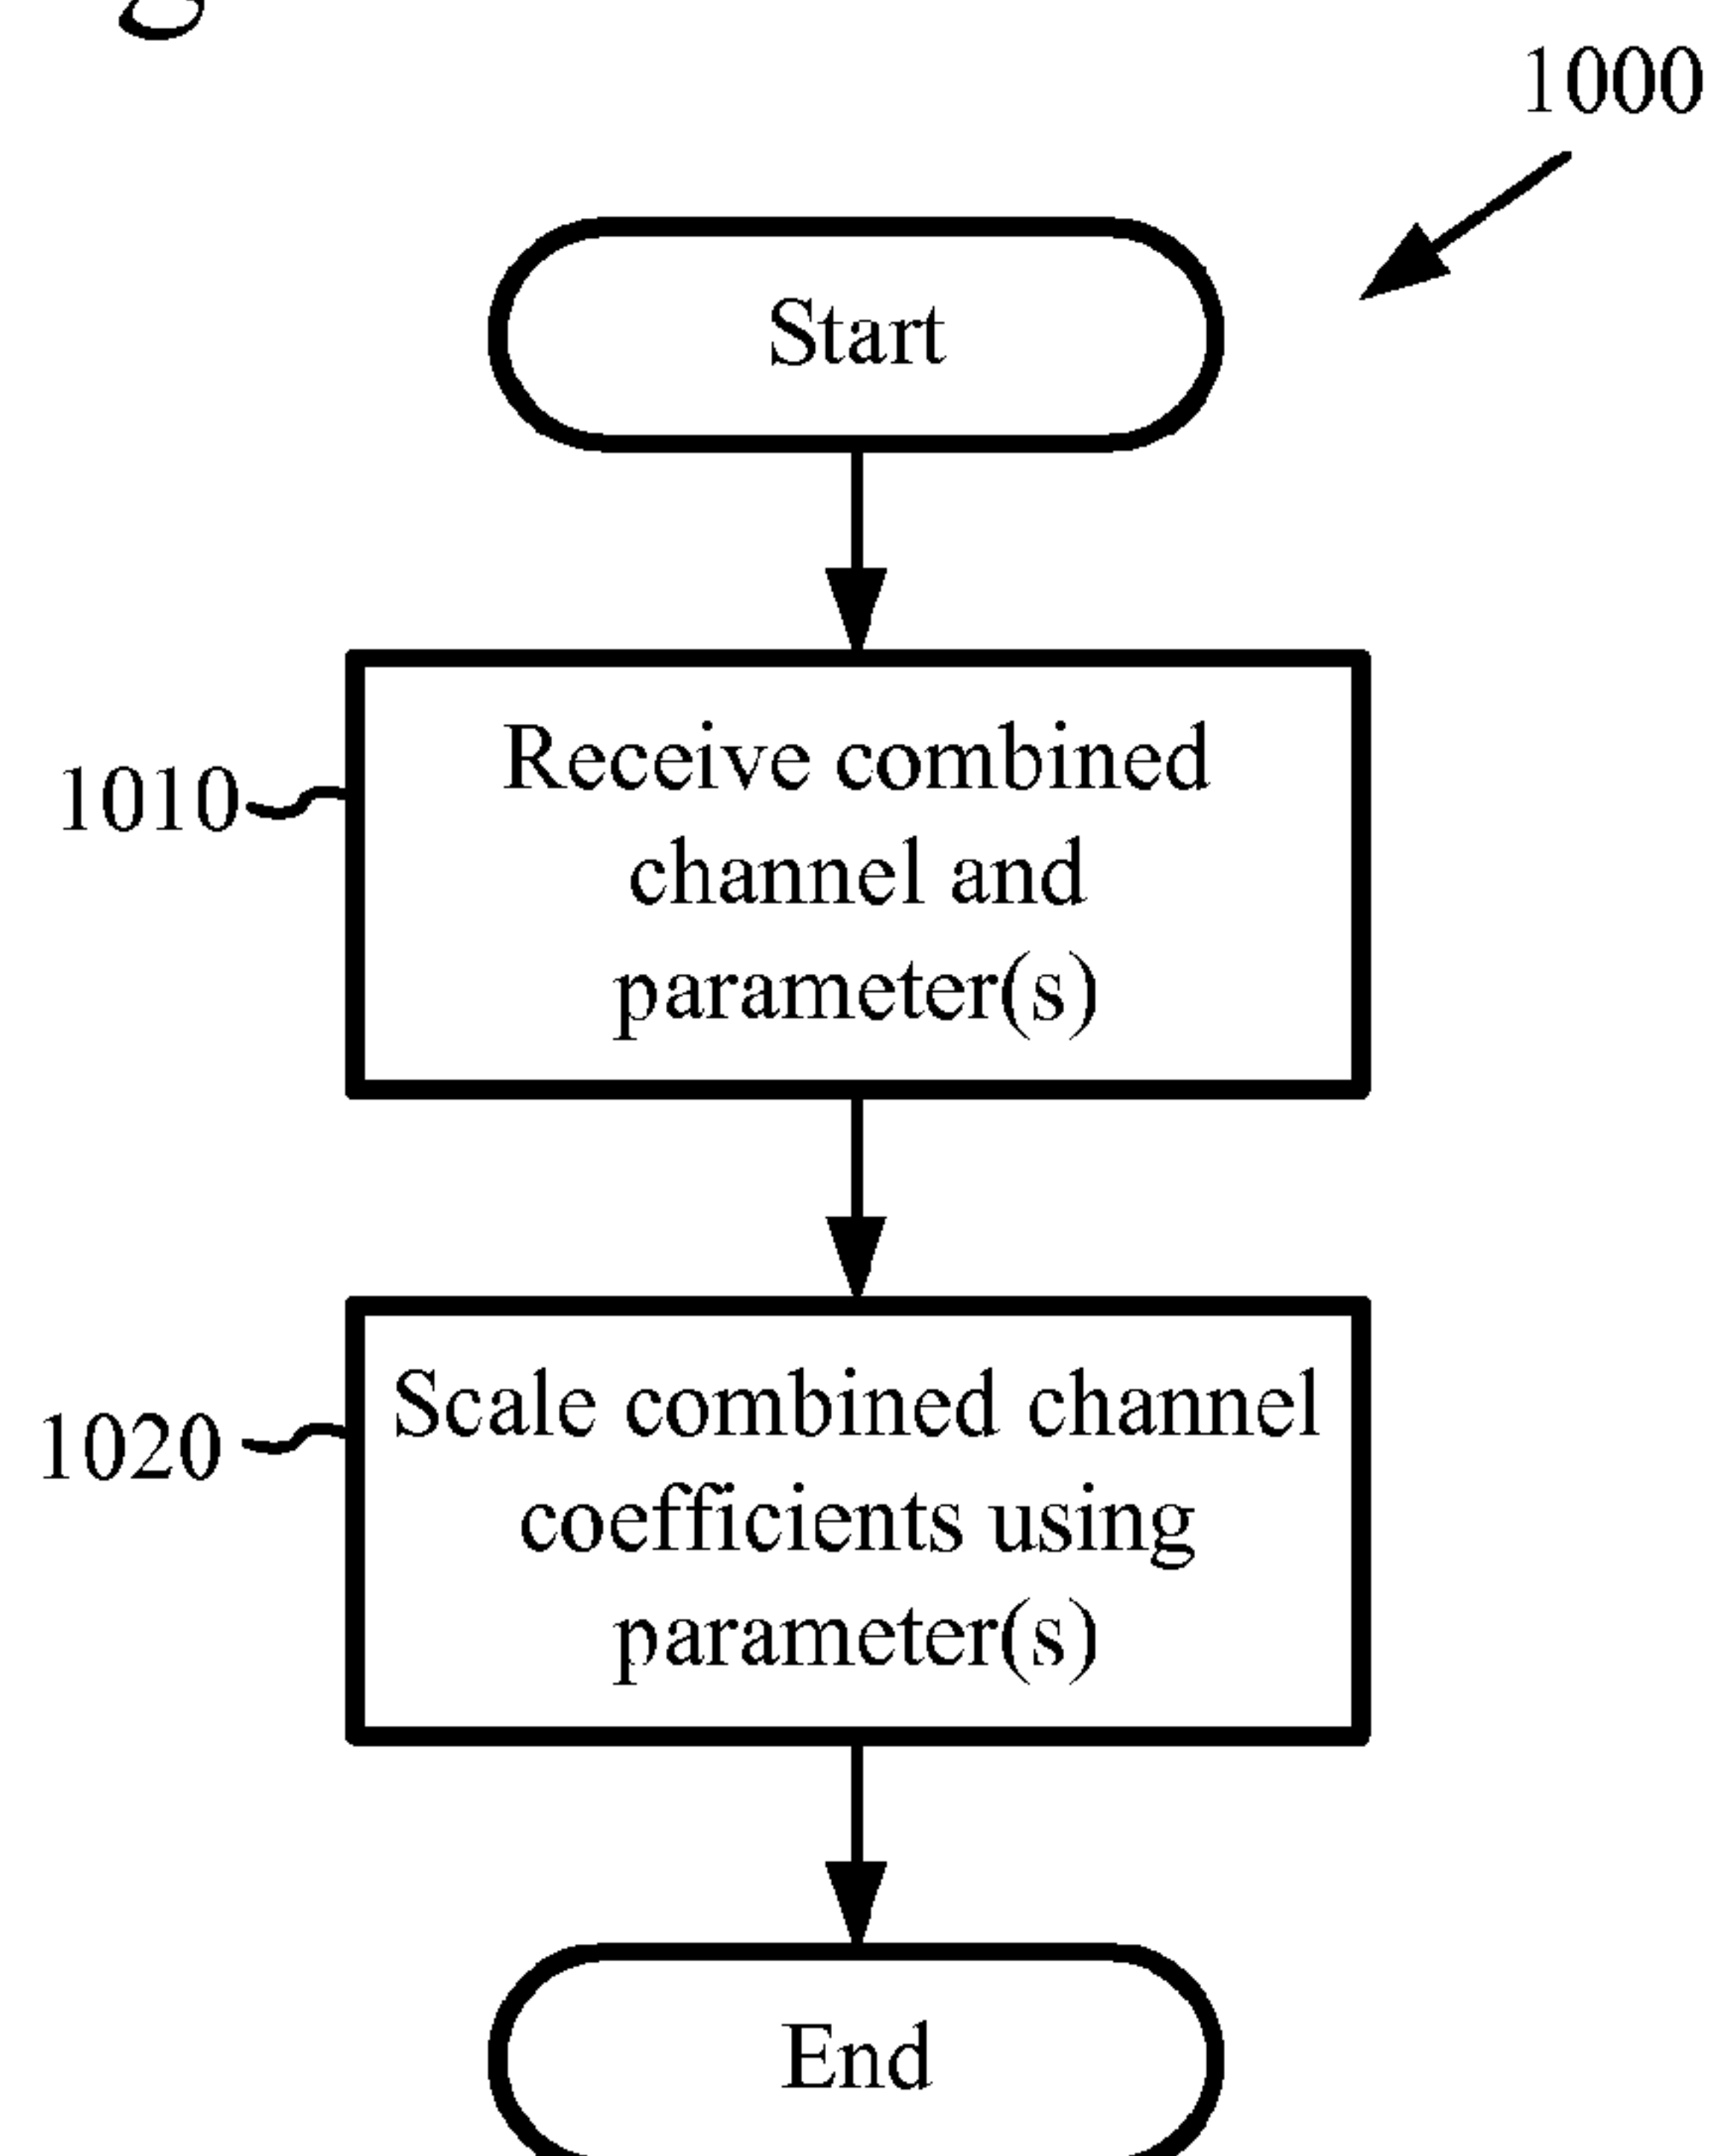 1000
Start
1010
Receive combined
channel and
parameter(s)
1020
Scale combined channel
coefficients using
parameter(s)
End